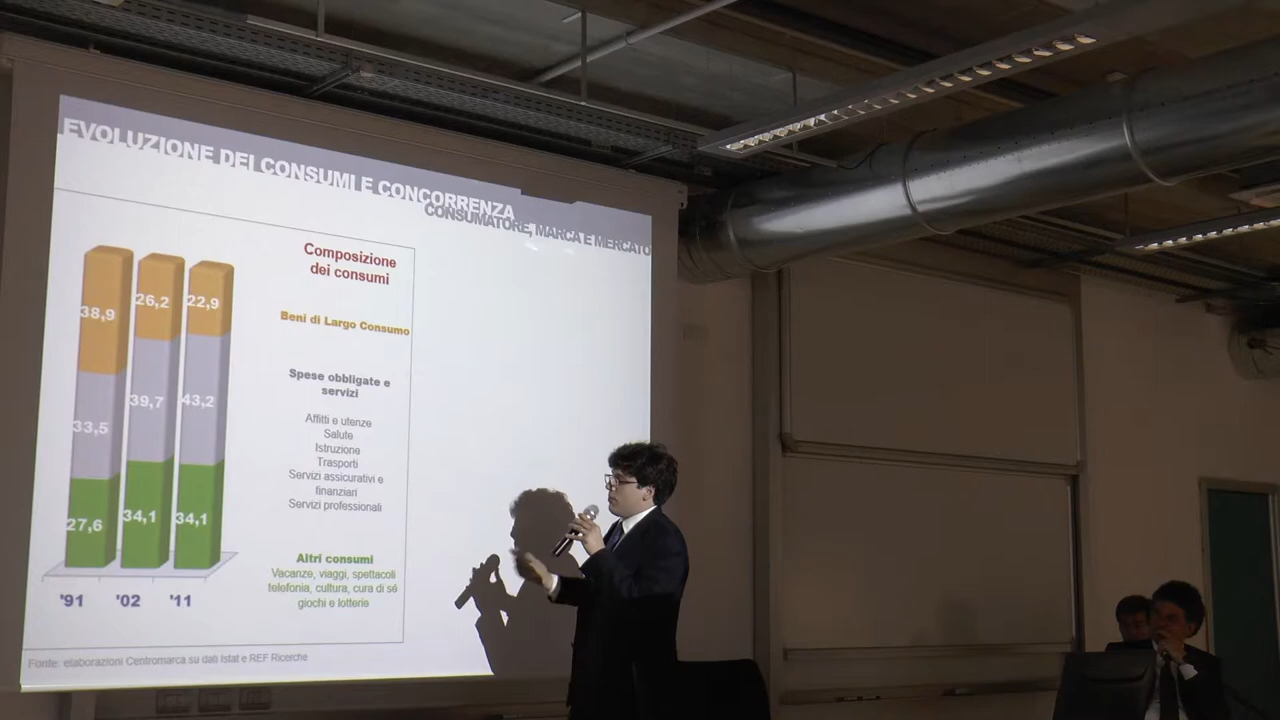 EVOLUZIONE DEI CONSUMI E CONCORRENZA
CONSUMATORE, MARCA E MERCATO
Composizione
dei consumi
38,9
26,2
22,9
Beni di Largo Consumo
33,5
39,7
43,2
Spese obbligate e
servizi
Affitti e utenze
Salute
Istruzione
Trasporti
Servizi assicurativi e
finanziari
Servizi professionali
27,6
34,1
34,1
Altri consumi
Vacanze, viaggi, spettacoli
telefonia, cultura, cura di sé
giochi e lotterie
'91 '02 '11
Fonte: elaborazioni Centromarca su dati Istat e REF Ricerche